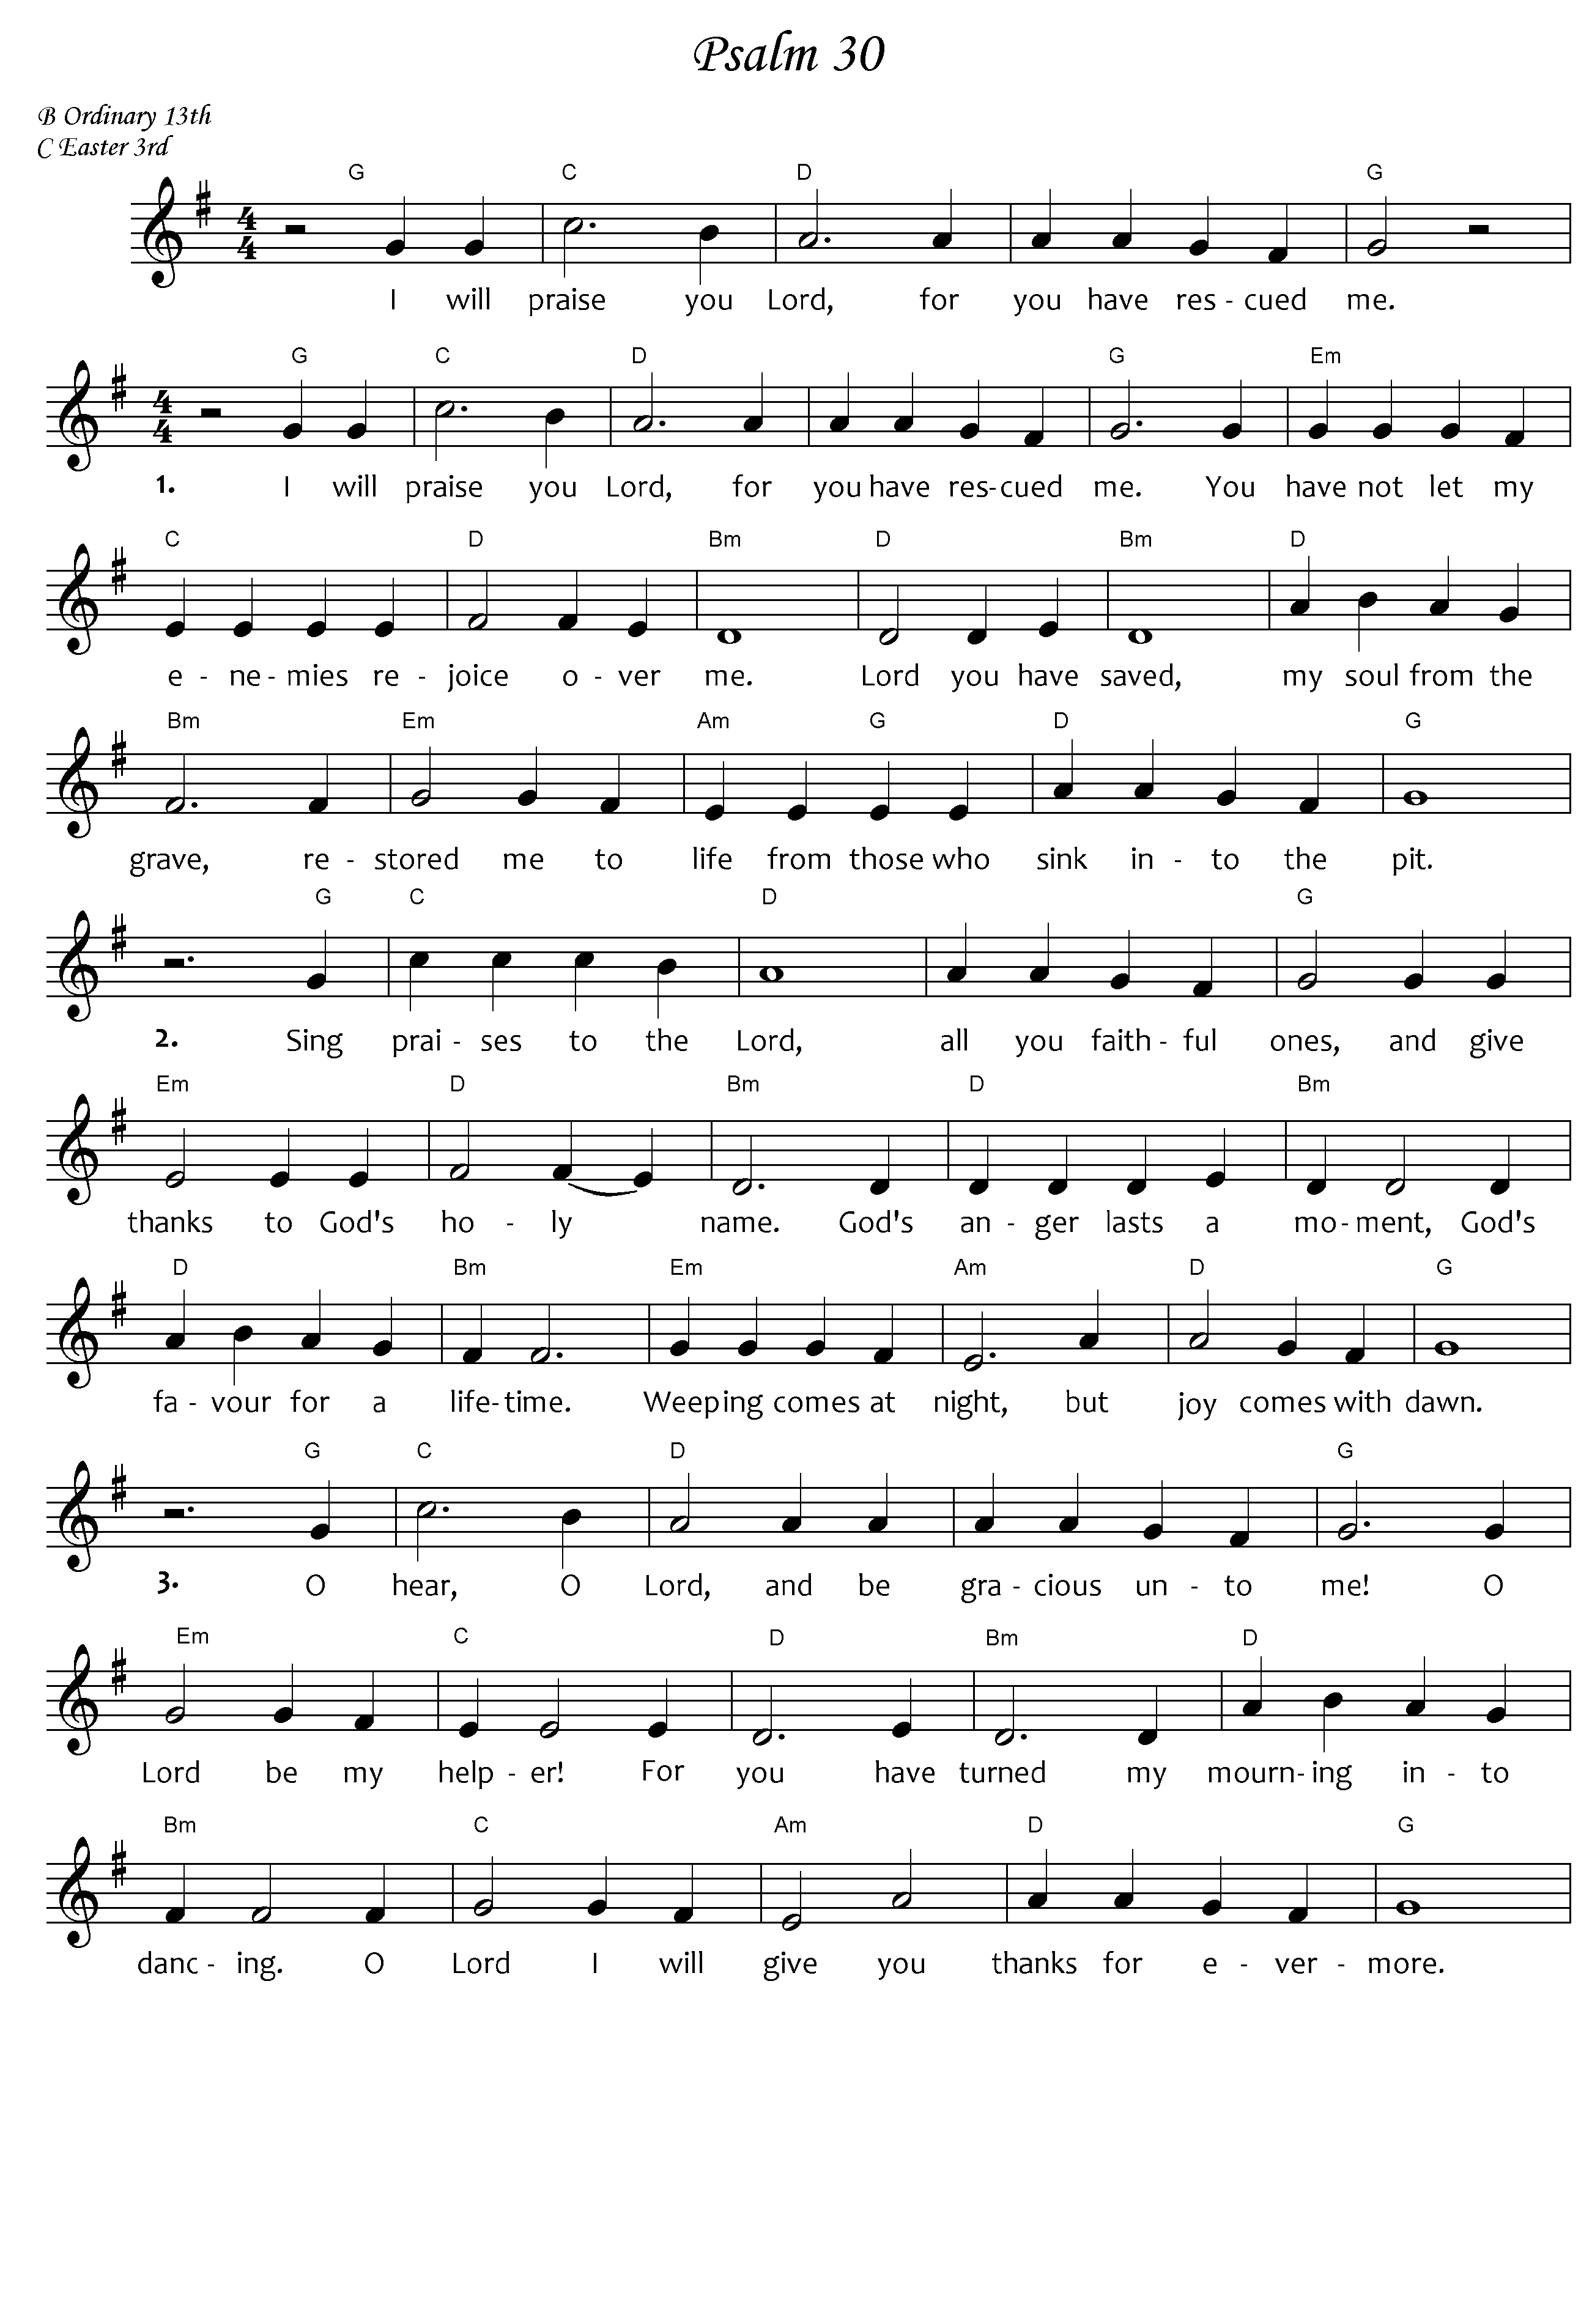 Psalm 30
B Ordinary 13th
C Easter 3rd
G C D G
4 4
I will praise you Lord, for you have res - cued me.
G C D G Em
4 4
1. I will praise you Lord, for you have res-cued me. You have not let my
C D Bm D Bm D
e - ne - mies re - joice o - ver me. Lord you have saved, my soul from the
Bm Em Am G D G
grave, re - stored me to life from those who sink in - to the pit.
G C D G
2. Sing prai - ses to the Lord, all you faith - ful ones, and give
Em D Bm D Bm
thanks to God's ho - ly name. God's an - ger lasts a mo - ment, God's
D Bm Em Am D G
fa - vour for a life-time. Weeping comes at night, but joy comes with dawn.
G C D G
3. O hear, O Lord, and be gra - cious un - to me! O
Em C D Bm D
Lord be my help - er! For you have turned my mourn- ing in - to
Bm C Am D G
danc - ing. O Lord I will give you thanks for e - ver - more.